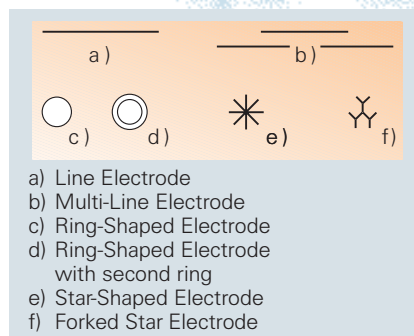 a) b)
c) d) e) f)
a) Line Electrode
b) Multi-Line Electrode
c) Ring-Shaped Electrode
d) Ring-Shaped Electrode
with second ring
e) Star-Shaped Electrode
f) Forked Star Electrode